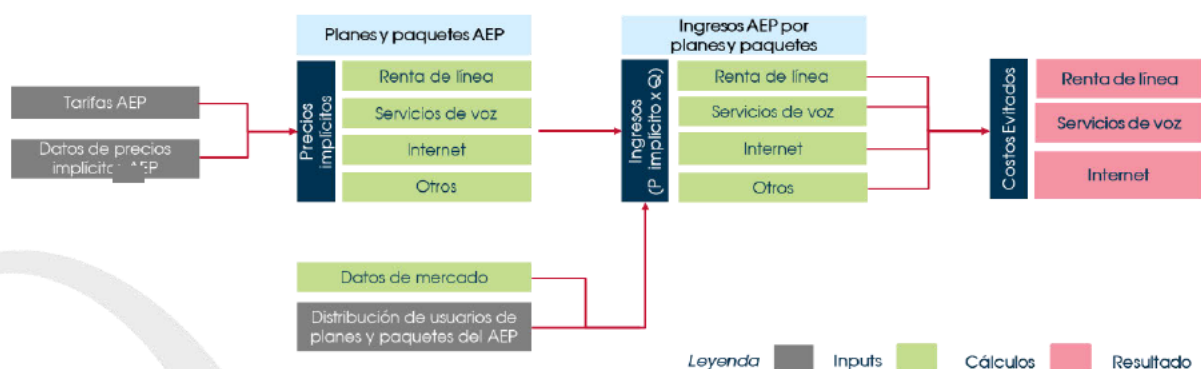 Planes y paquetes AEP
Ingresos AEP por
planes y paquetes
Tarifas AEP
Datos de precios
implícitos AEP
Precios
implícitos
Renta de línea
Servicios de voz
Internet
Otros
Ingresos
(P implícito x Q)
Renta de línea
Servicios de voz
Internet
Otros
Costos Evitados
Renta de línea
Servicios de voz
Internet
Datos de mercado
Distribución de usuarios de
planes y paquetes del AEP
Leyenda Inputs Cálculos Resultado